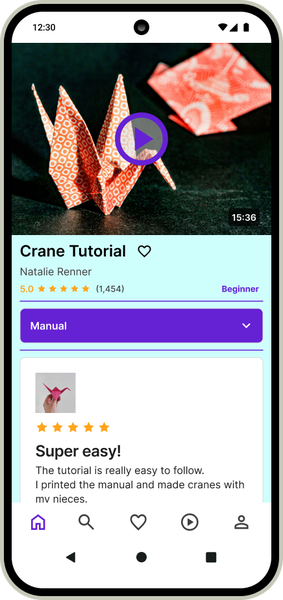 12:30
15:36
Crane Tutorial
Natalie Renner
5.0 (1,454) Beginner
Manual
Super easy!
The tutorial is really easy to follow.
I printed the manual and made cranes with
my nieces.